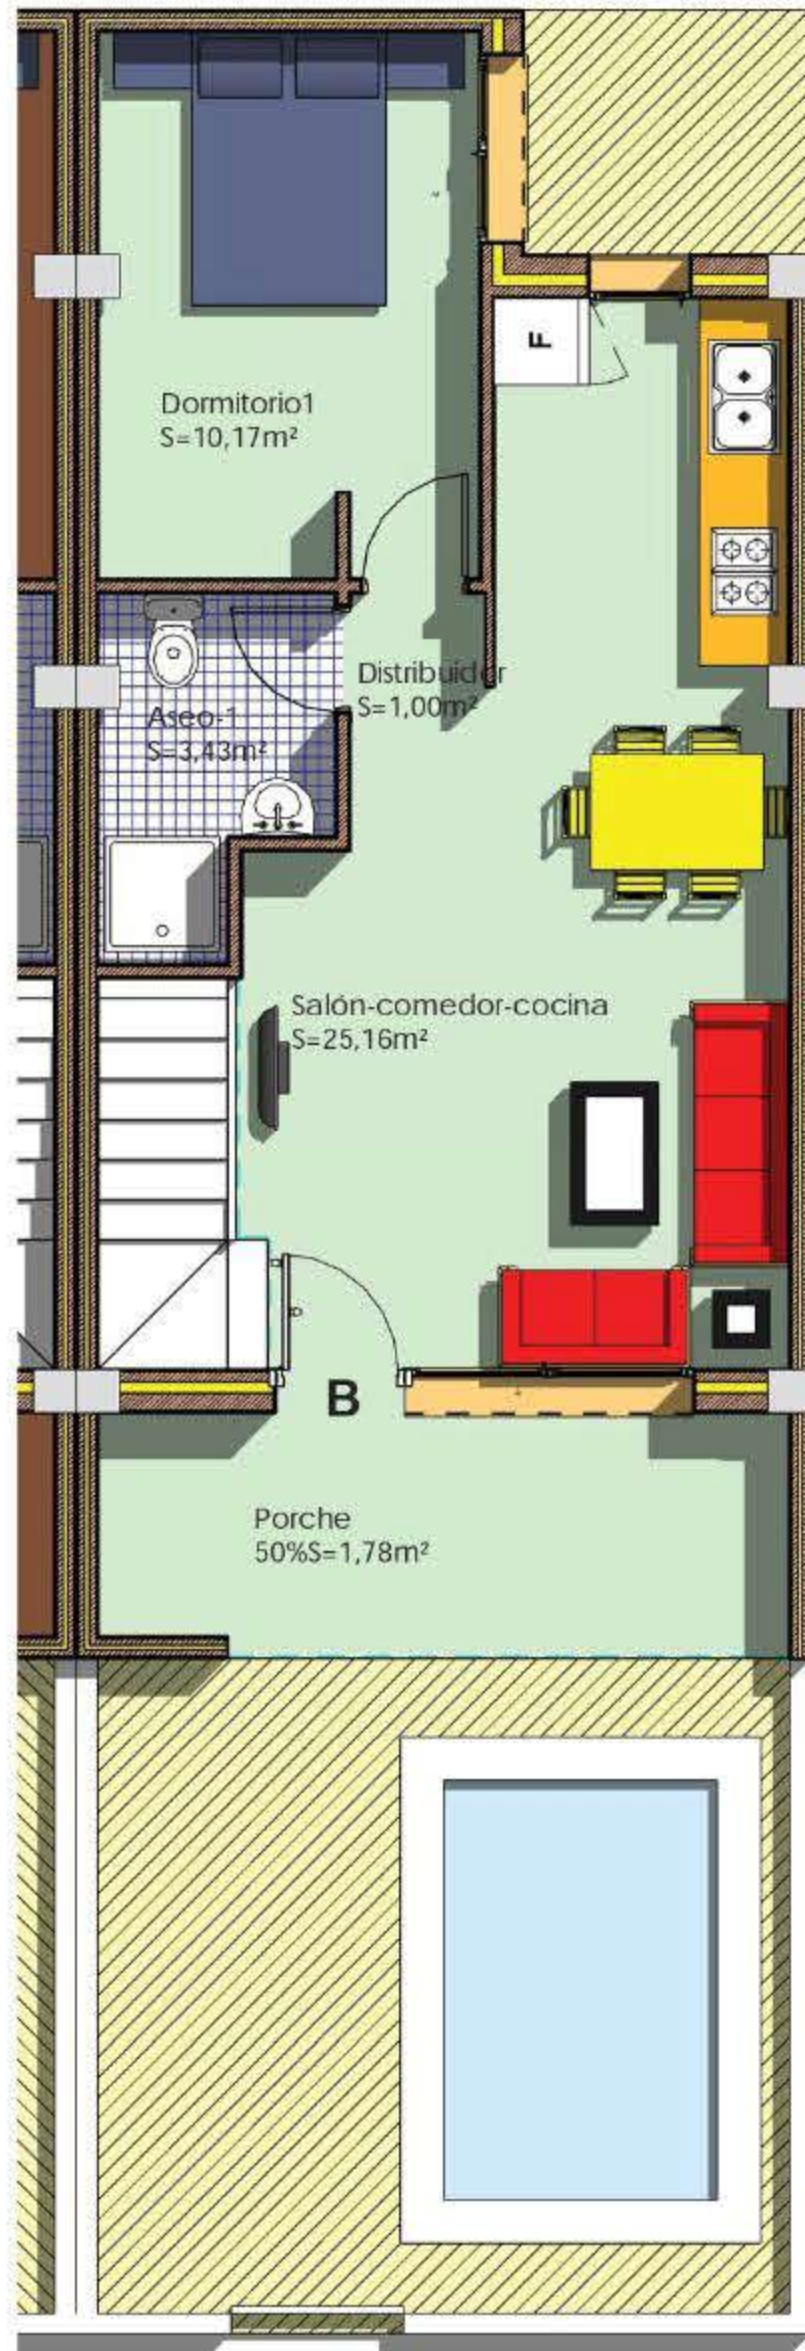 F
Dormitorio1
S=10,17m²
Distribuidor
S=1,00m²
Aseo-1
S=3,43m²
Salón-comedor-cocina
S=25,16m²
B
Porche
50%S=1,78m²